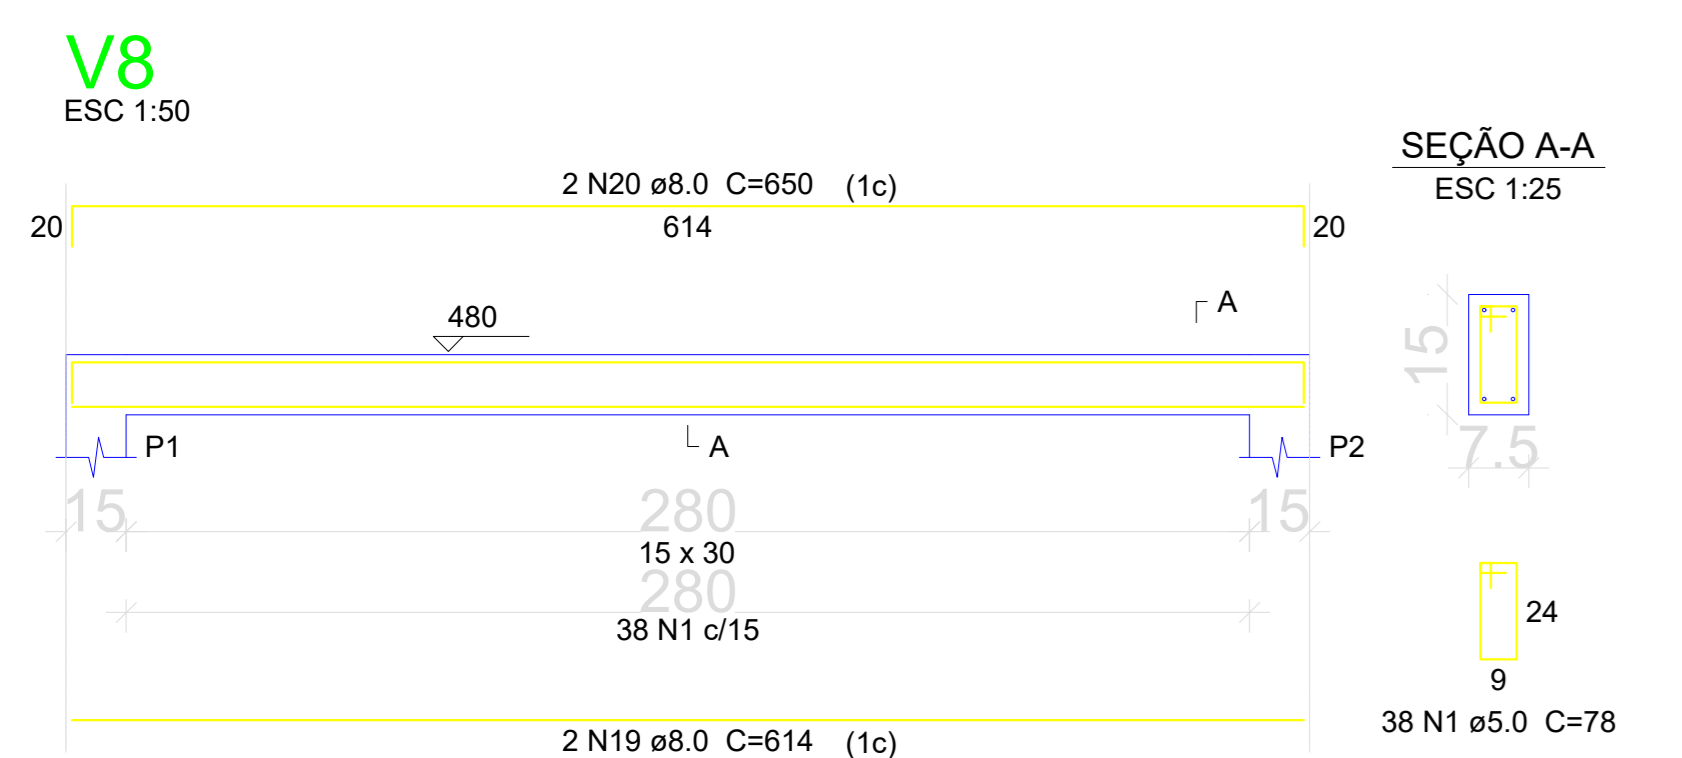 V8
ESC 1:50
SEÇÃO A-A
ESC 1:25
2 N20 ø8.0 C=650 (1c)
20
614
20
480
A
15
P1
A
P2
7.5
15
280
15
15 x 30
280
38 N1 c/15
24
9
38 N1 ø5.0 C=78
2 N19 ø8.0 C=614 (1c)